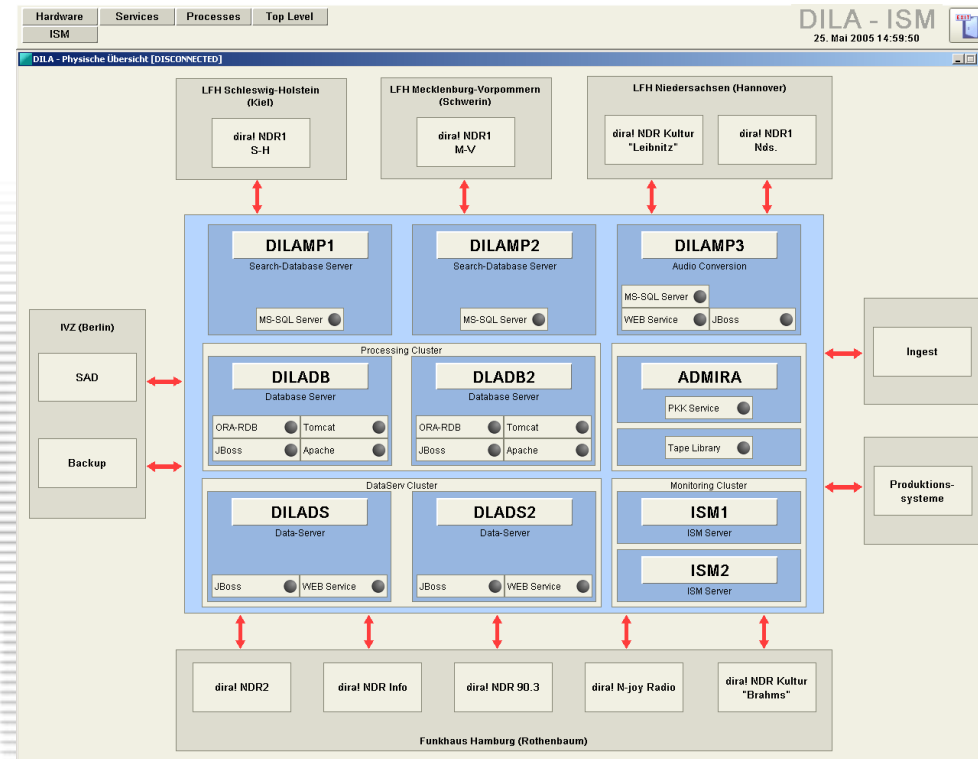 Hardware Services Processes Top Level
ISM
DILA - ISM
25. Mai 2005 14:59:50
EXIT
DILA - Physische Übersicht [DISCONNECTED]
LFH Schleswig-Holstein
(Kiel)
dira! NDR1
S-H
LFH Mecklenburg-Vorpommern
(Schwerin)
dira! NDR1
M-V
LFH Niedersachsen (Hannover)
dira! NDR Kultur
"Leibnitz"
dira! NDR1
Nds.
DILAMP1
Search-Database Server
MS-SQL Server
DILAMP2
Search-Database Server
MS-SQL Server
DILAMP3
Audio Conversion
MS-SQL Server
WEB Service JBoss
IVZ (Berlin)
SAD
Backup
Processing Cluster
DILADB
Database Server
ORA-RDB Tomcat
JBoss Apache
DLADB2
Database Server
ORA-RDB Tomcat
JBoss Apache
ADMIRA
PKK Service
Tape Library
Ingest
Produktions-
systeme
DataServ Cluster
DILADS
Data-Server
JBoss WEB Service
DLADS2
Data-Server
JBoss WEB Service
Monitoring Cluster
ISM1
ISM Server
ISM2
ISM Server
dira! NDR2
dira! NDR Info
dira! NDR 90.3
dira! N-joy Radio
dira! NDR Kultur
"Brahms"
Funkhaus Hamburg (Rothenbaum)